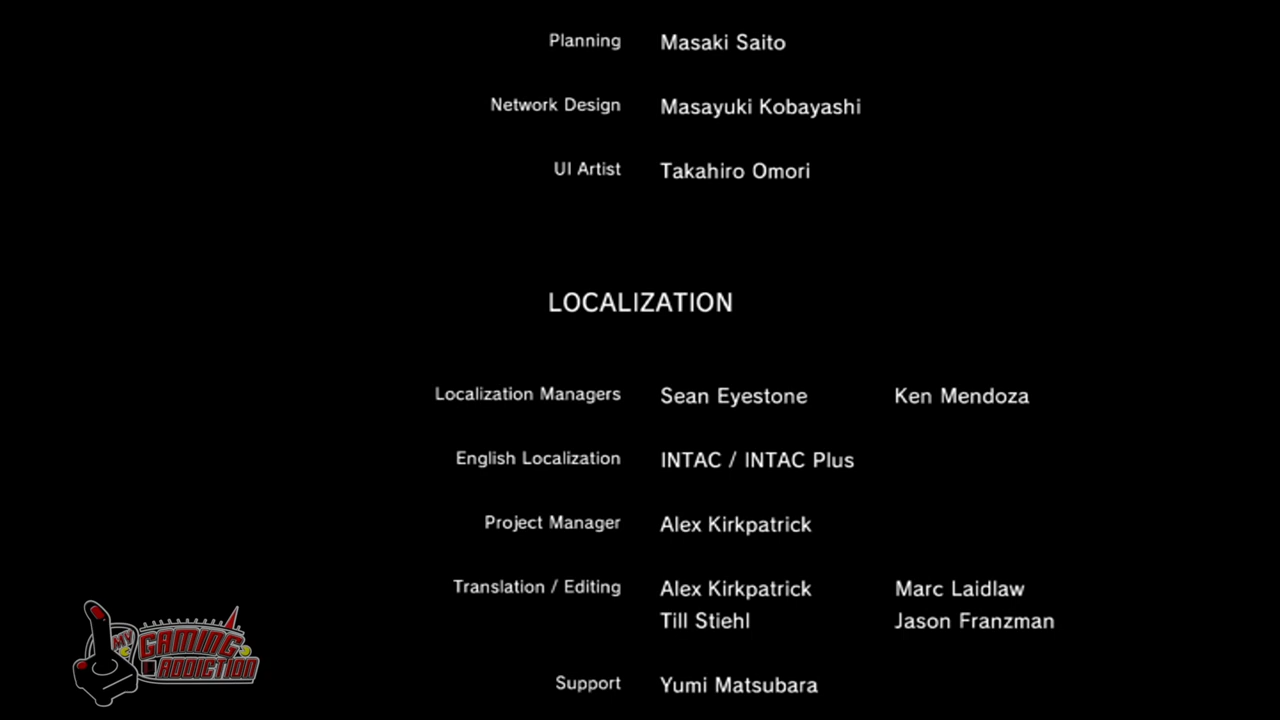 Planning Masaki Saito
Network Design Masayuki Kobayashi
UI Artist Takahiro Omori
LOCALIZATION
Localization Managers Sean Eyestone Ken Mendoza
English Localization INTAC / INTAC Plus
Project Manager Alex Kirkpatrick
Translation / Editing Alex Kirkpatrick Marc Laidlaw
Till Stiehl Jason Franzman
Support Yumi Matsubara
MY
GAMING
ADDICTION